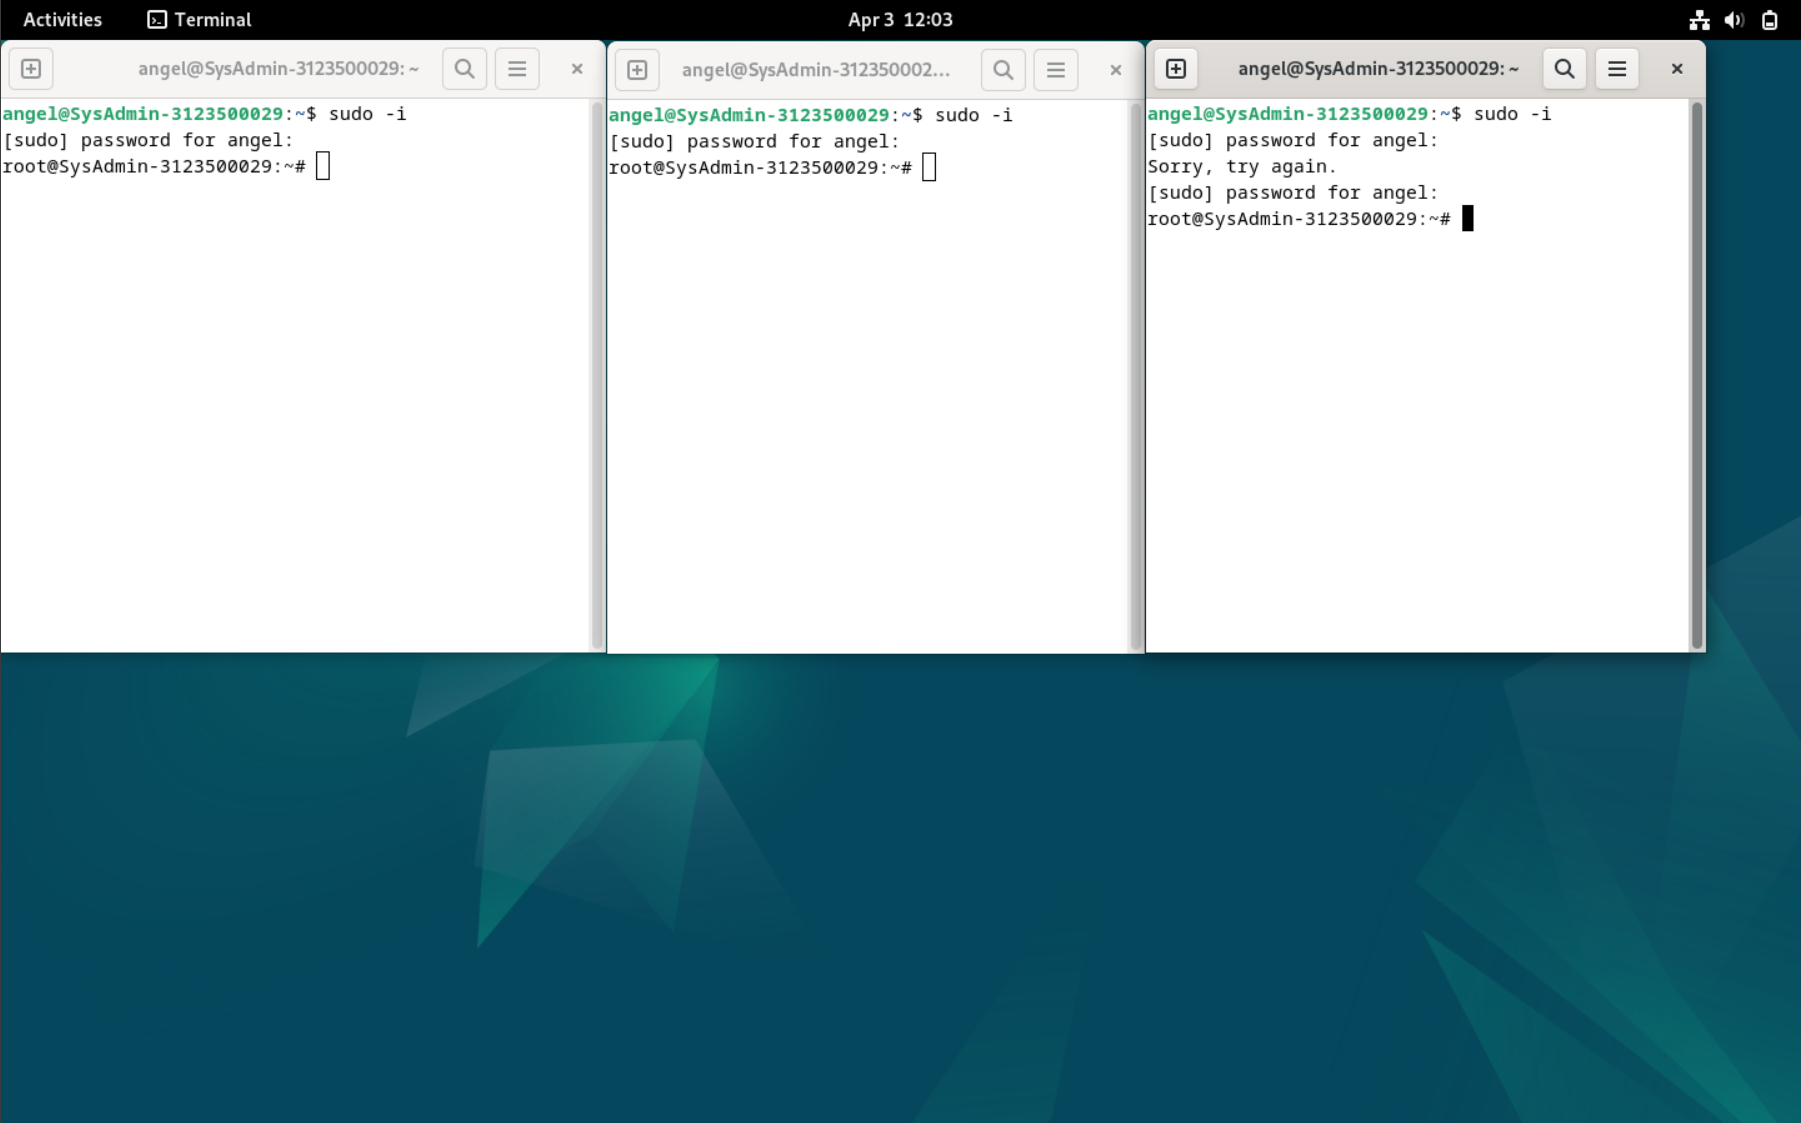 Activities
Terminal
Apr 3 12:03
angel@SysAdmin-3123500029: ~
angel@SysAdmin-3123500029:~$ sudo -i
[sudo] password for angel:
root@SysAdmin-3123500029:~#
angel@SysAdmin-312350002...
angel@SysAdmin-3123500029:~$ sudo -i
[sudo] password for angel:
root@SysAdmin-3123500029:~#
angel@SysAdmin-3123500029: ~
angel@SysAdmin-3123500029:~$ sudo -i
[sudo] password for angel:
Sorry, try again.
[sudo] password for angel:
root@SysAdmin-3123500029:~#